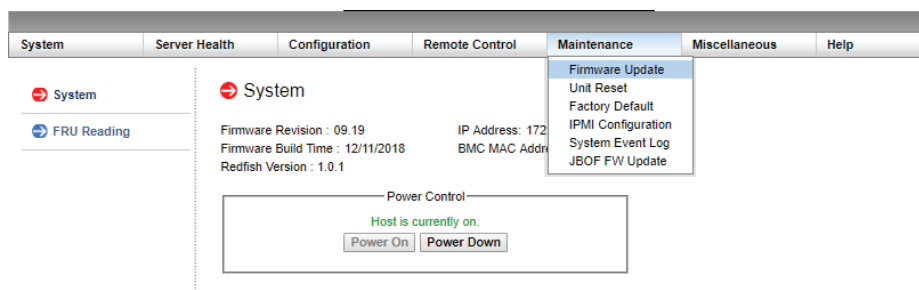 System Server Health Configuration Remote Control Maintenance Miscellaneous Help
Firmware Update
Unit Reset
Factory Default
IPMI Configuration
System Event Log
JBOF FW Update
System
FRU Reading
System
Firmware Revision : 09.19 IP Address: 172
Firmware Build Time : 12/11/2018 BMC MAC
Redfish Version : 1.0.1
Power Control
Host is currently on.
Power On Power Down